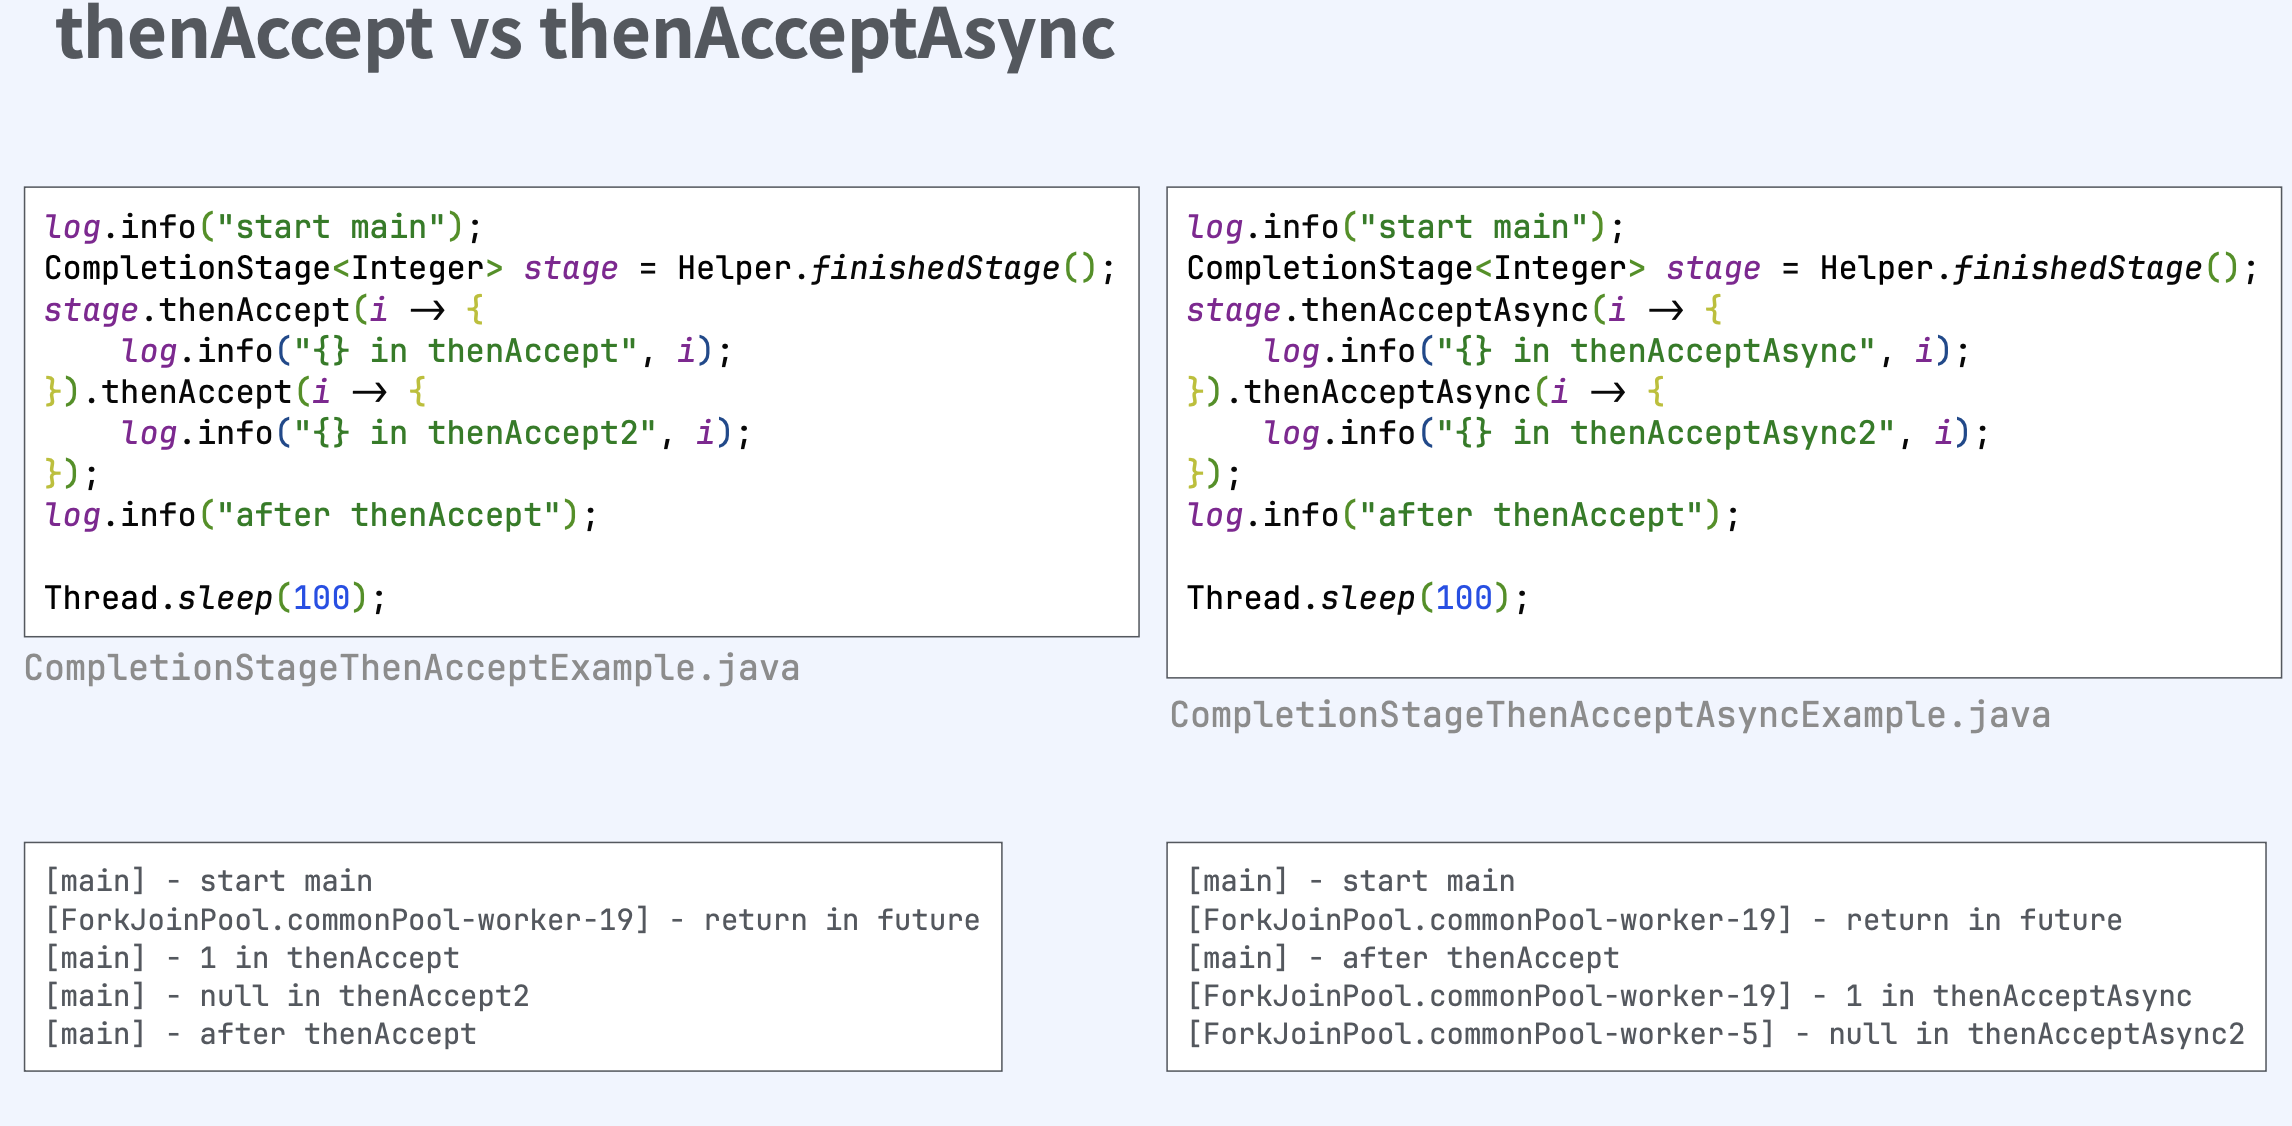 thenAccept vs thenAcceptAsync
log.info("start main");
CompletionStage<Integer> stage = Helper.finishedStage();
stage.thenAccept(i → {
    log.info("{} in thenAccept", i);
}).thenAccept(i → {
    log.info("{} in thenAccept2", i);
});
log.info("after thenAccept");

Thread.sleep(100);
CompletionStageThenAcceptExample.java
log.info("start main");
CompletionStage<Integer> stage = Helper.finishedStage();
stage.thenAcceptAsync(i → {
    log.info("{} in thenAcceptAsync", i);
}).thenAcceptAsync(i → {
    log.info("{} in thenAcceptAsync2", i);
});
log.info("after thenAccept");

Thread.sleep(100);
CompletionStageThenAcceptAsyncExample.java
[main] - start main
[ForkJoinPool.commonPool-worker-19] - return in future
[main] - 1 in thenAccept
[main] - null in thenAccept2
[main] - after thenAccept
[main] - start main
[ForkJoinPool.commonPool-worker-19] - return in future
[main] - after thenAccept
[ForkJoinPool.commonPool-worker-19] - 1 in thenAcceptAsync
[ForkJoinPool.commonPool-worker-5] - null in thenAcceptAsync2